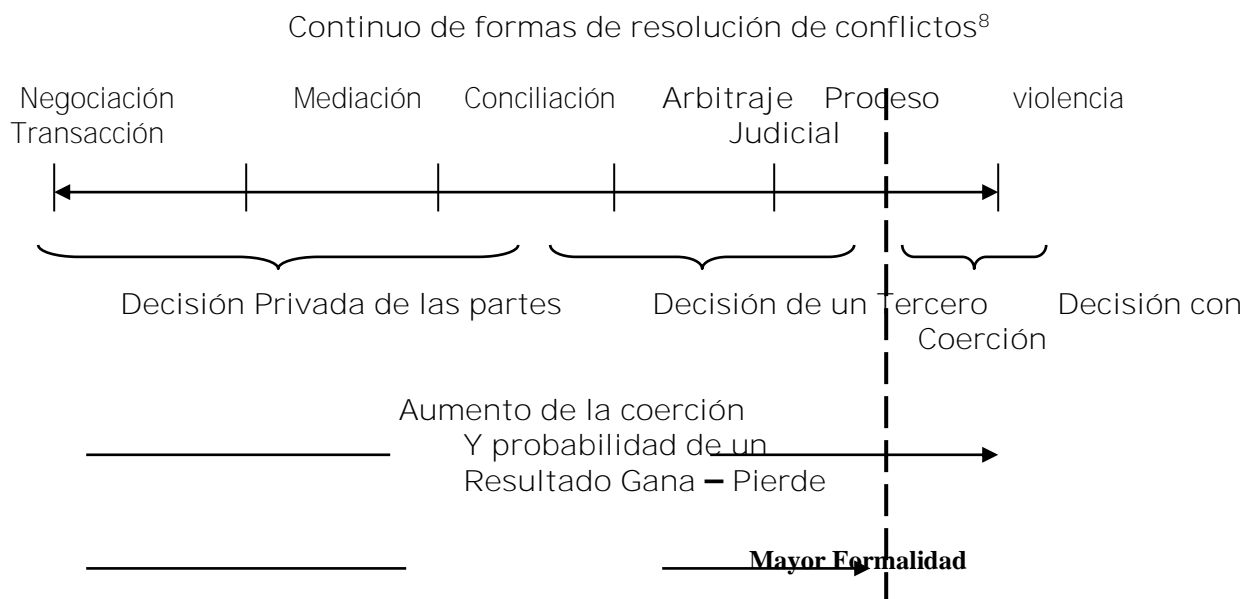 Continuo de formas de resolución de conflictos⁸
Negociación Mediación Conciliación Arbitraje Proceso violencia
Transacción Judicial
Decisión Privada de las partes Decisión de un Tercero Decisión con
Coerción
Aumento de la coerción
Y probabilidad de un
Resultado Gana – Pierde
Mayor Formalidad